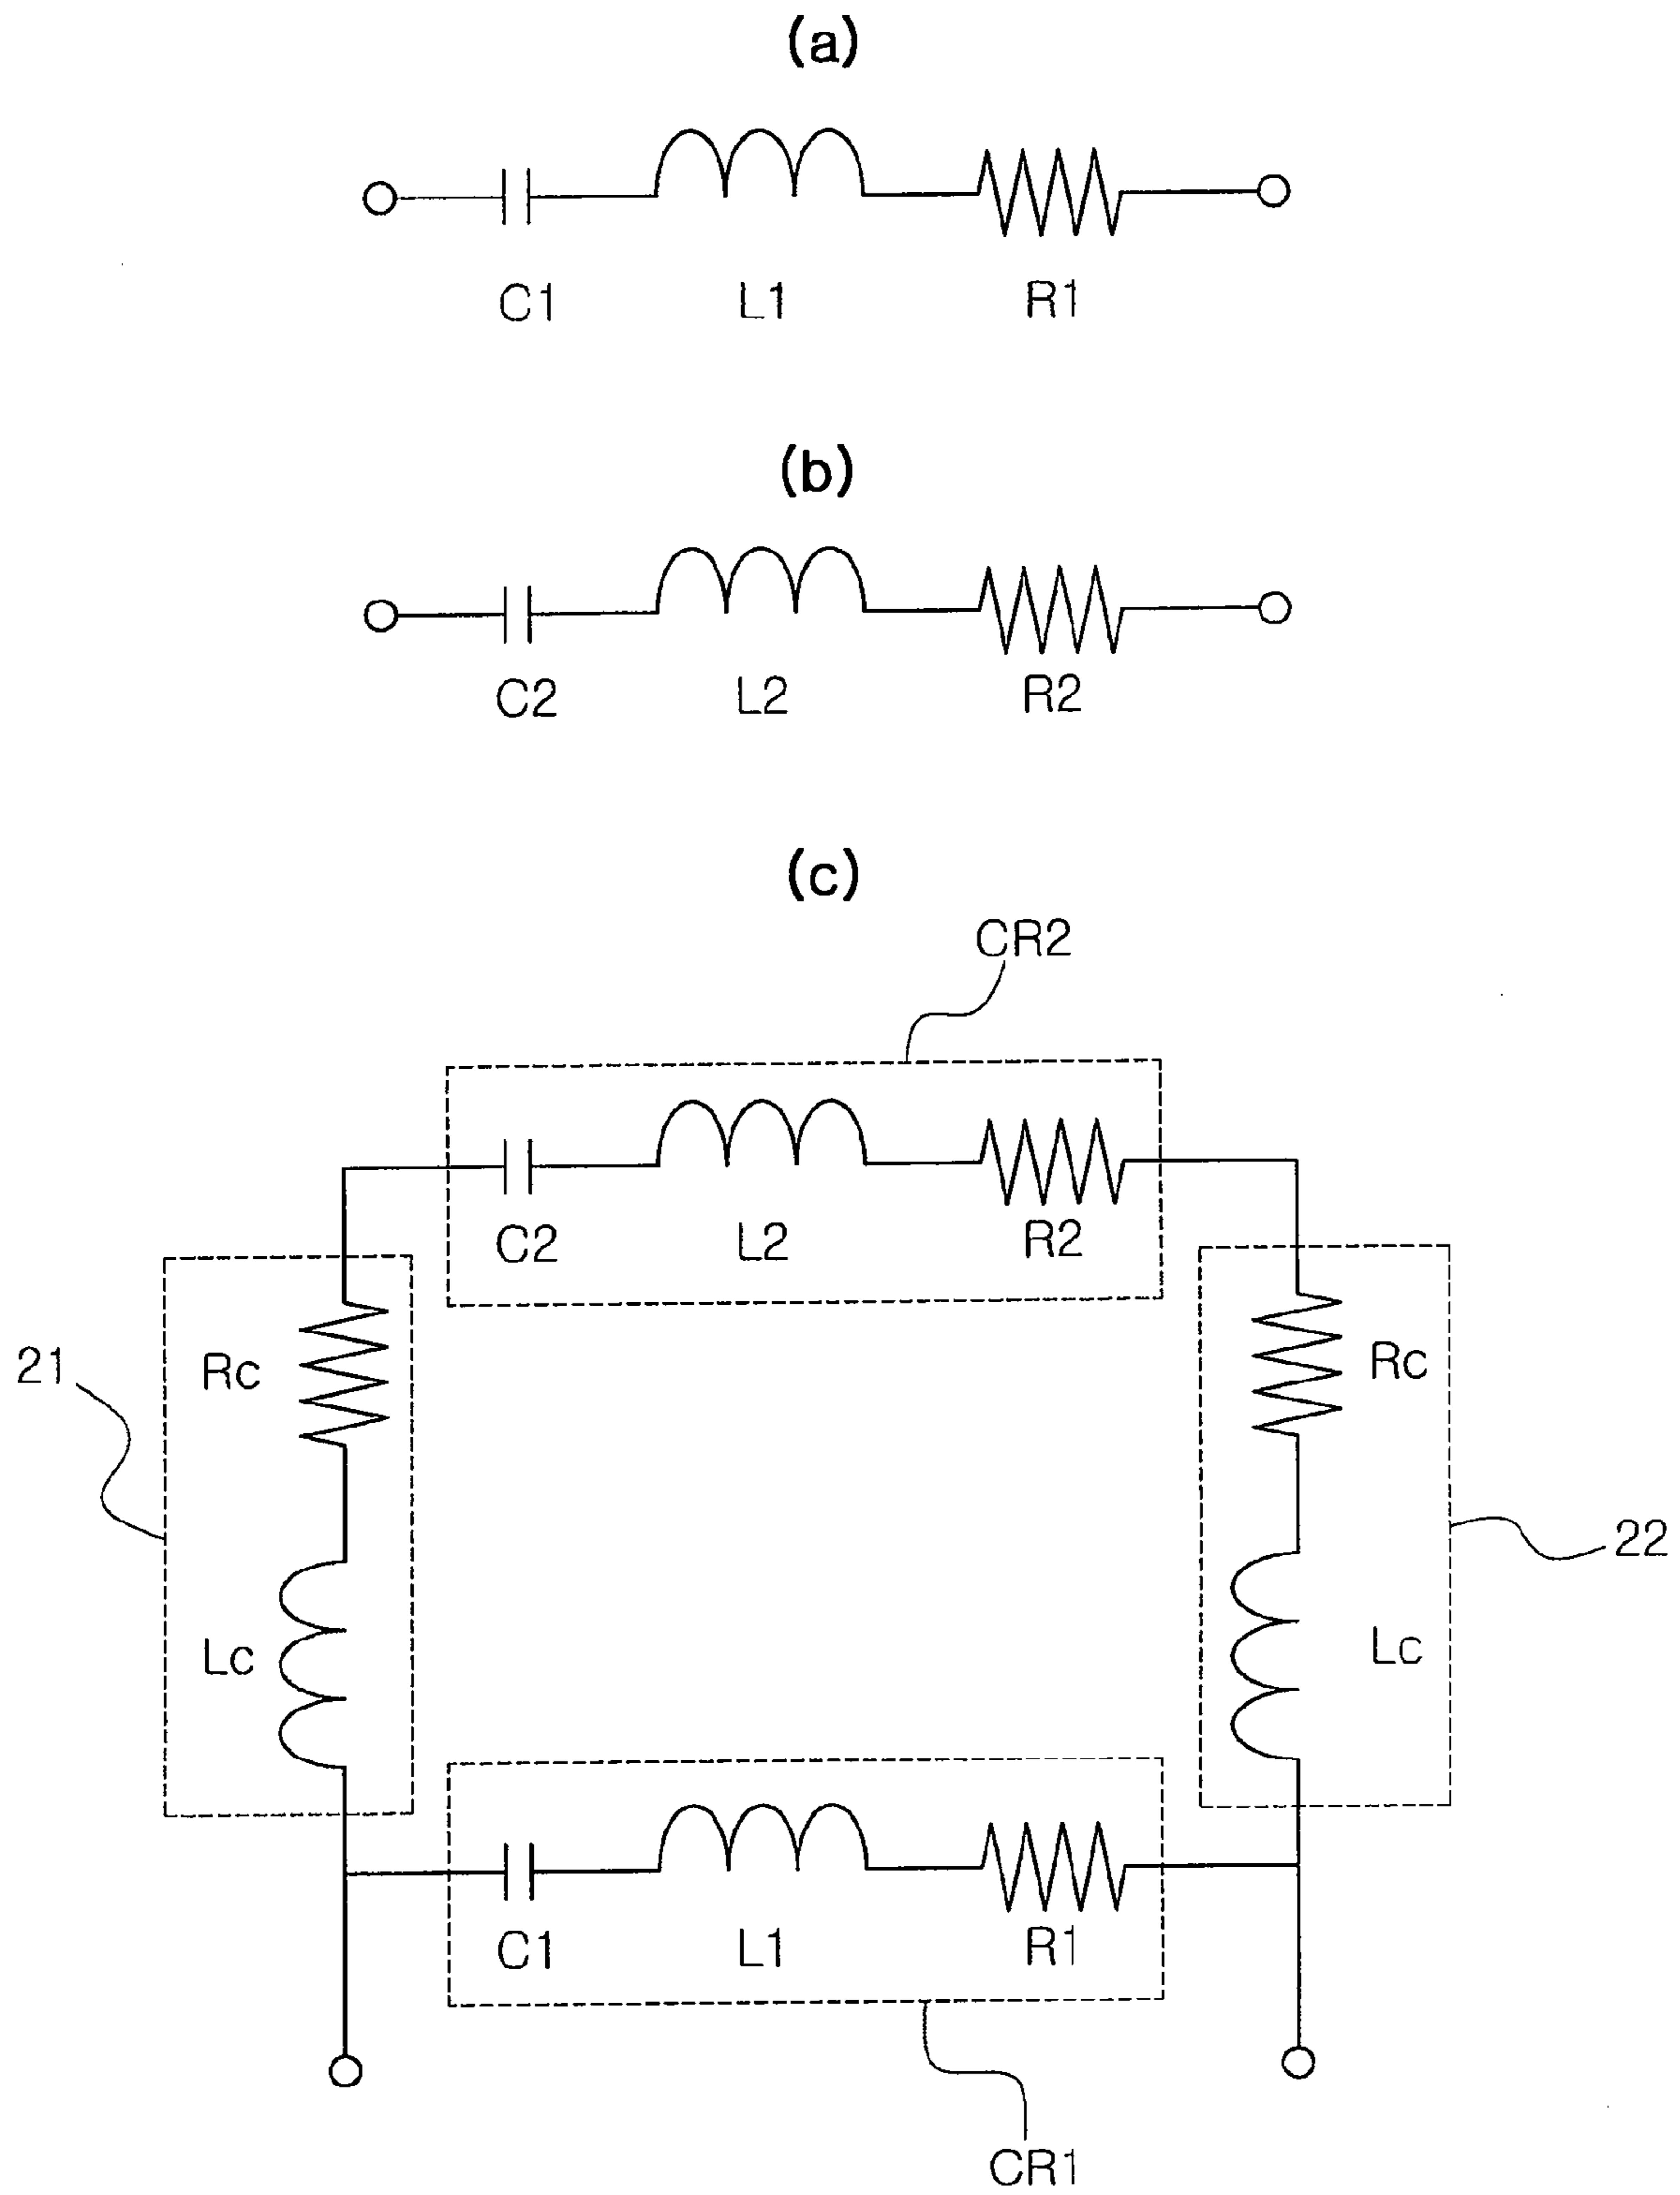 (a)
C1 L1 R1
(b)
C2 L2 R2
(c)
CR2
C2 L2 R2
21 Rc Rc
22
Lc Lc
C1 L1 R1
CR1